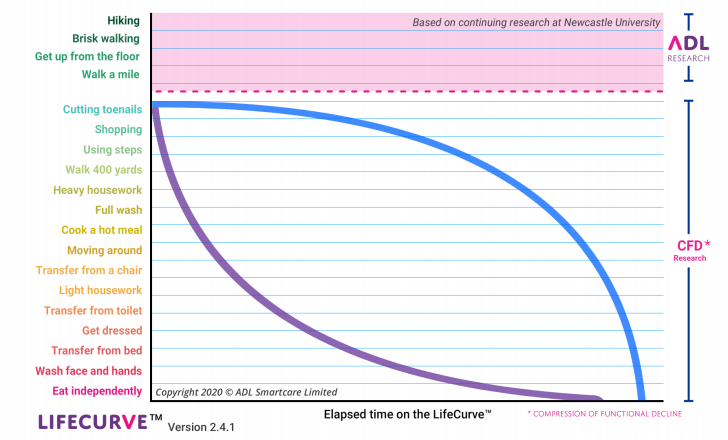 Hiking
Based on continuing research at Newcastle University
Brisk walking
ADL
RESEARCH
Get up from the floor
Walk a mile
Cutting toenails
Shopping
Using steps
Walk 400 yards
Heavy housework
Full wash
Cook a hot meal
CFD*
Research
Moving around
Transfer from a chair
Light housework
Transfer from toilet
Get dressed
Transfer from bed
Wash face and hands
Eat independently
Copyright 2020 © ADL Smartcare Limited
LIFECURVE™ Version 2.4.1
Elapsed time on the LifeCurve™
* COMPRESSION OF FUNCTIONAL DECLINE